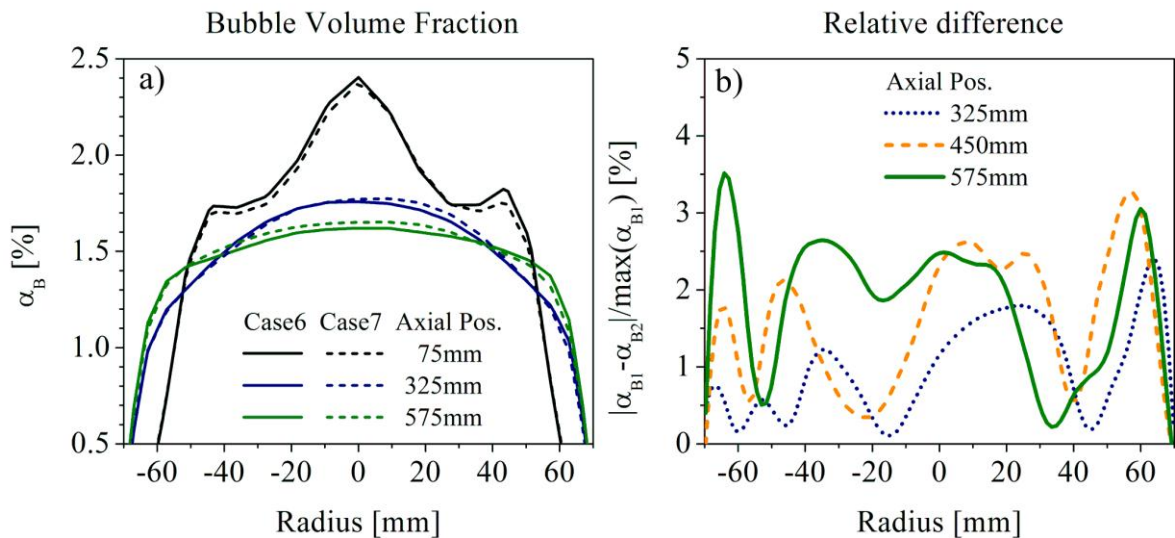 Bubble Volume Fraction
a)
2.5
2.0
1.5
1.0
0.5
α_B [%]
Case6 Case7 Axial Pos.
75mm
325mm
575mm
-60 -40 -20 0 20 40 60
Radius [mm]
Relative difference
b)
5
4
3
2
1
0
|α_B1-α_B2|/max(α_B1) [%]
Axial Pos.
325mm
450mm
575mm
-60 -40 -20 0 20 40 60
Radius [mm]